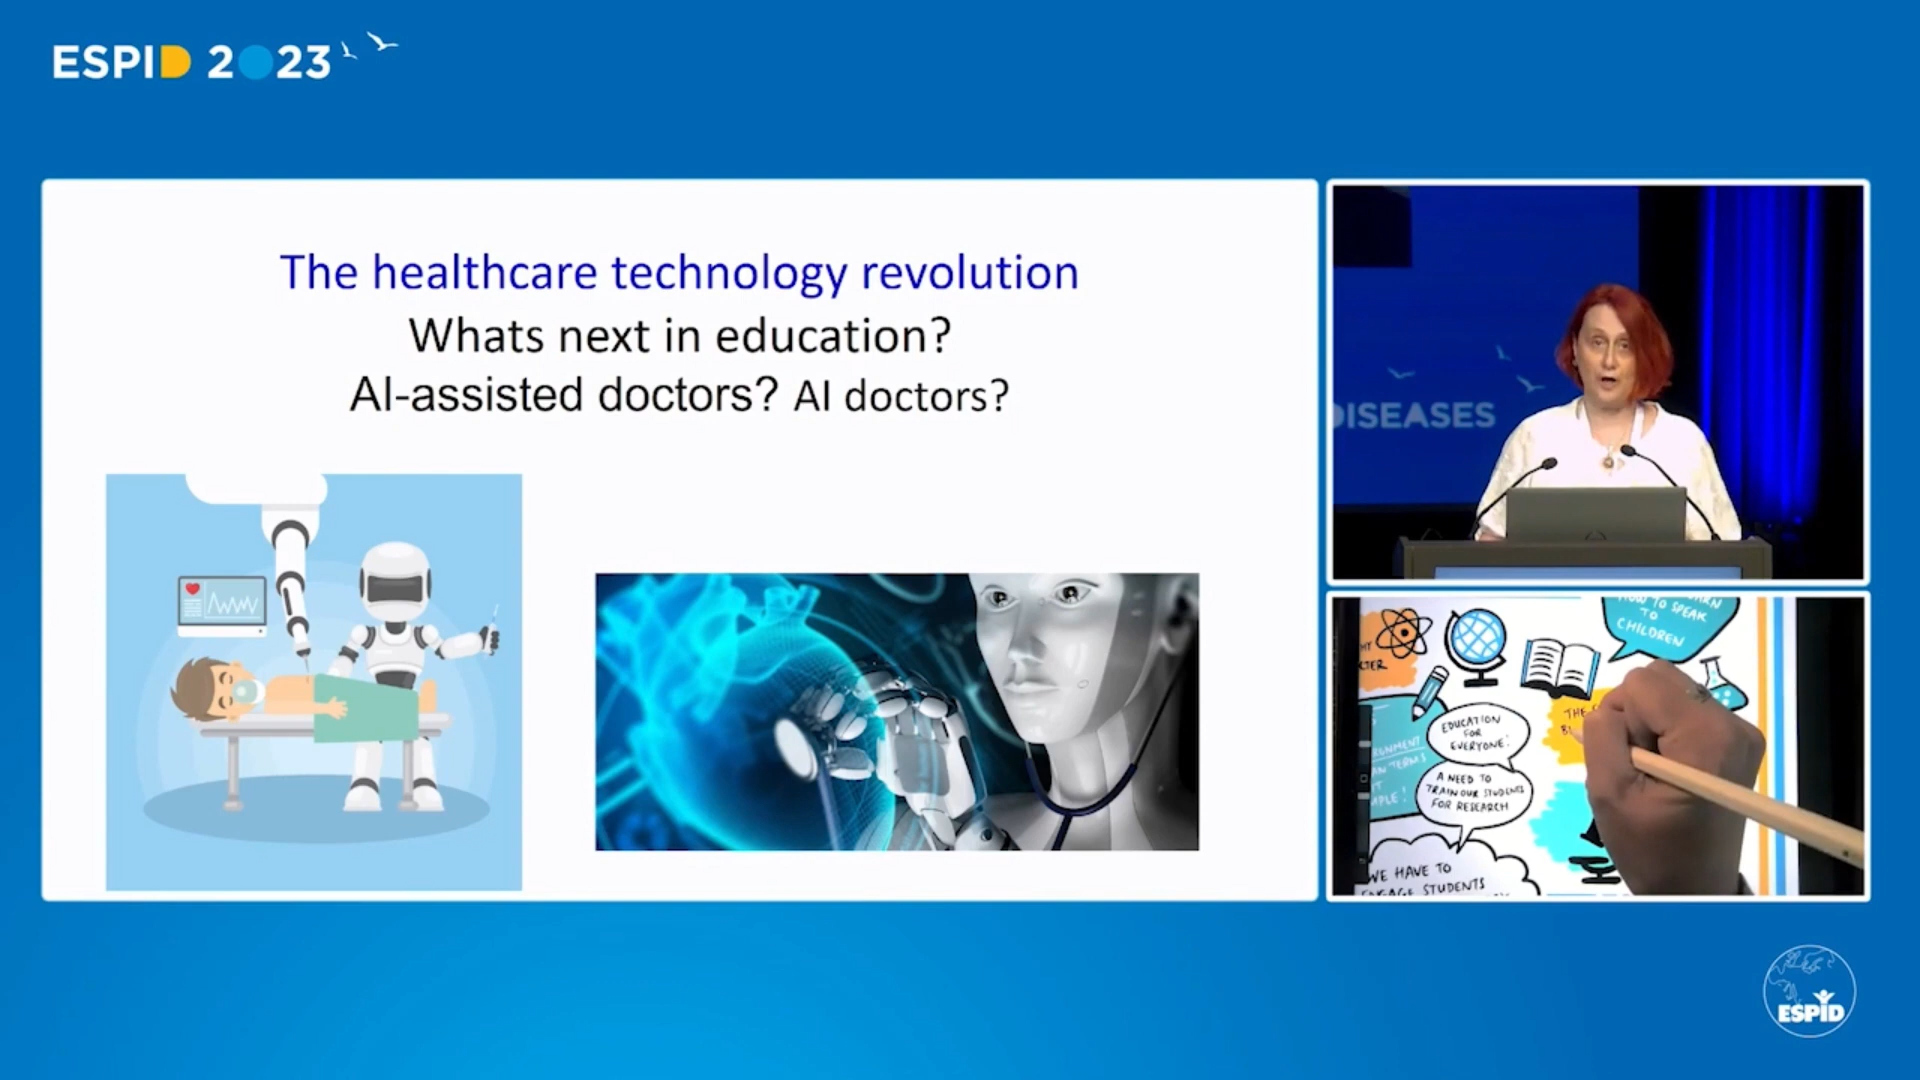 ESPID 2023
The healthcare technology revolution
Whats next in education?
AI-assisted doctors? AI doctors?
DISEASES
HOW TO SPEAK
TO
CHILDREN
EDUCATION
FOR
EVERYONE!
THE
A NEED TO
TRAIN OUR STUDENTS
FOR RESEARCH
WE HAVE TO
ENGAGE STUDENTS
ESPID